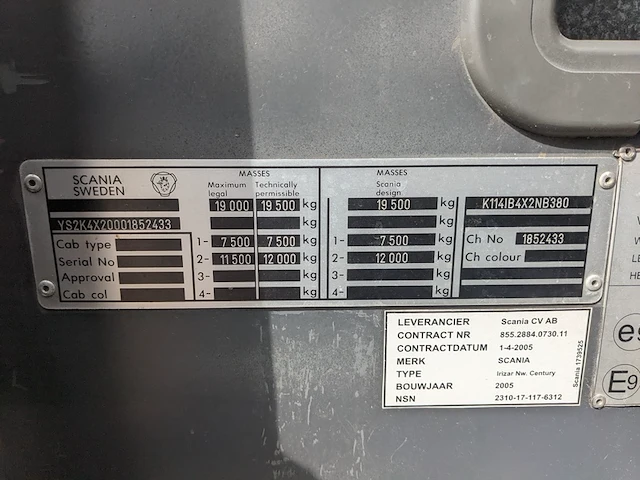 SCANIA
SWEDEN
MASSES
Maximum legal
Technically permissible
MASSES
Scania design.
19 000 19 500 kg
19 500 kg
K114IB4X2NB380
YS2K4X20001852433
kg
kg
Cab type
1- 7 500 7 500 kg
7 500 kg
Ch No 1852433
Serial No
2- 11 500 12 000 kg
2- 12 000 kg
Ch colour
Approval
3- kg
3- kg
Cab col
4- kg
4- kg
LEVERANCIER Scania CV AB
CONTRACT NR 855.2884.0730.11
CONTRACTDATUM 1-4-2005
MERK SCANIA
TYPE Irizar Nw. Century
BOUWJAAR 2005
NSN 2310-17-117-6312
Scania 1739525
E9